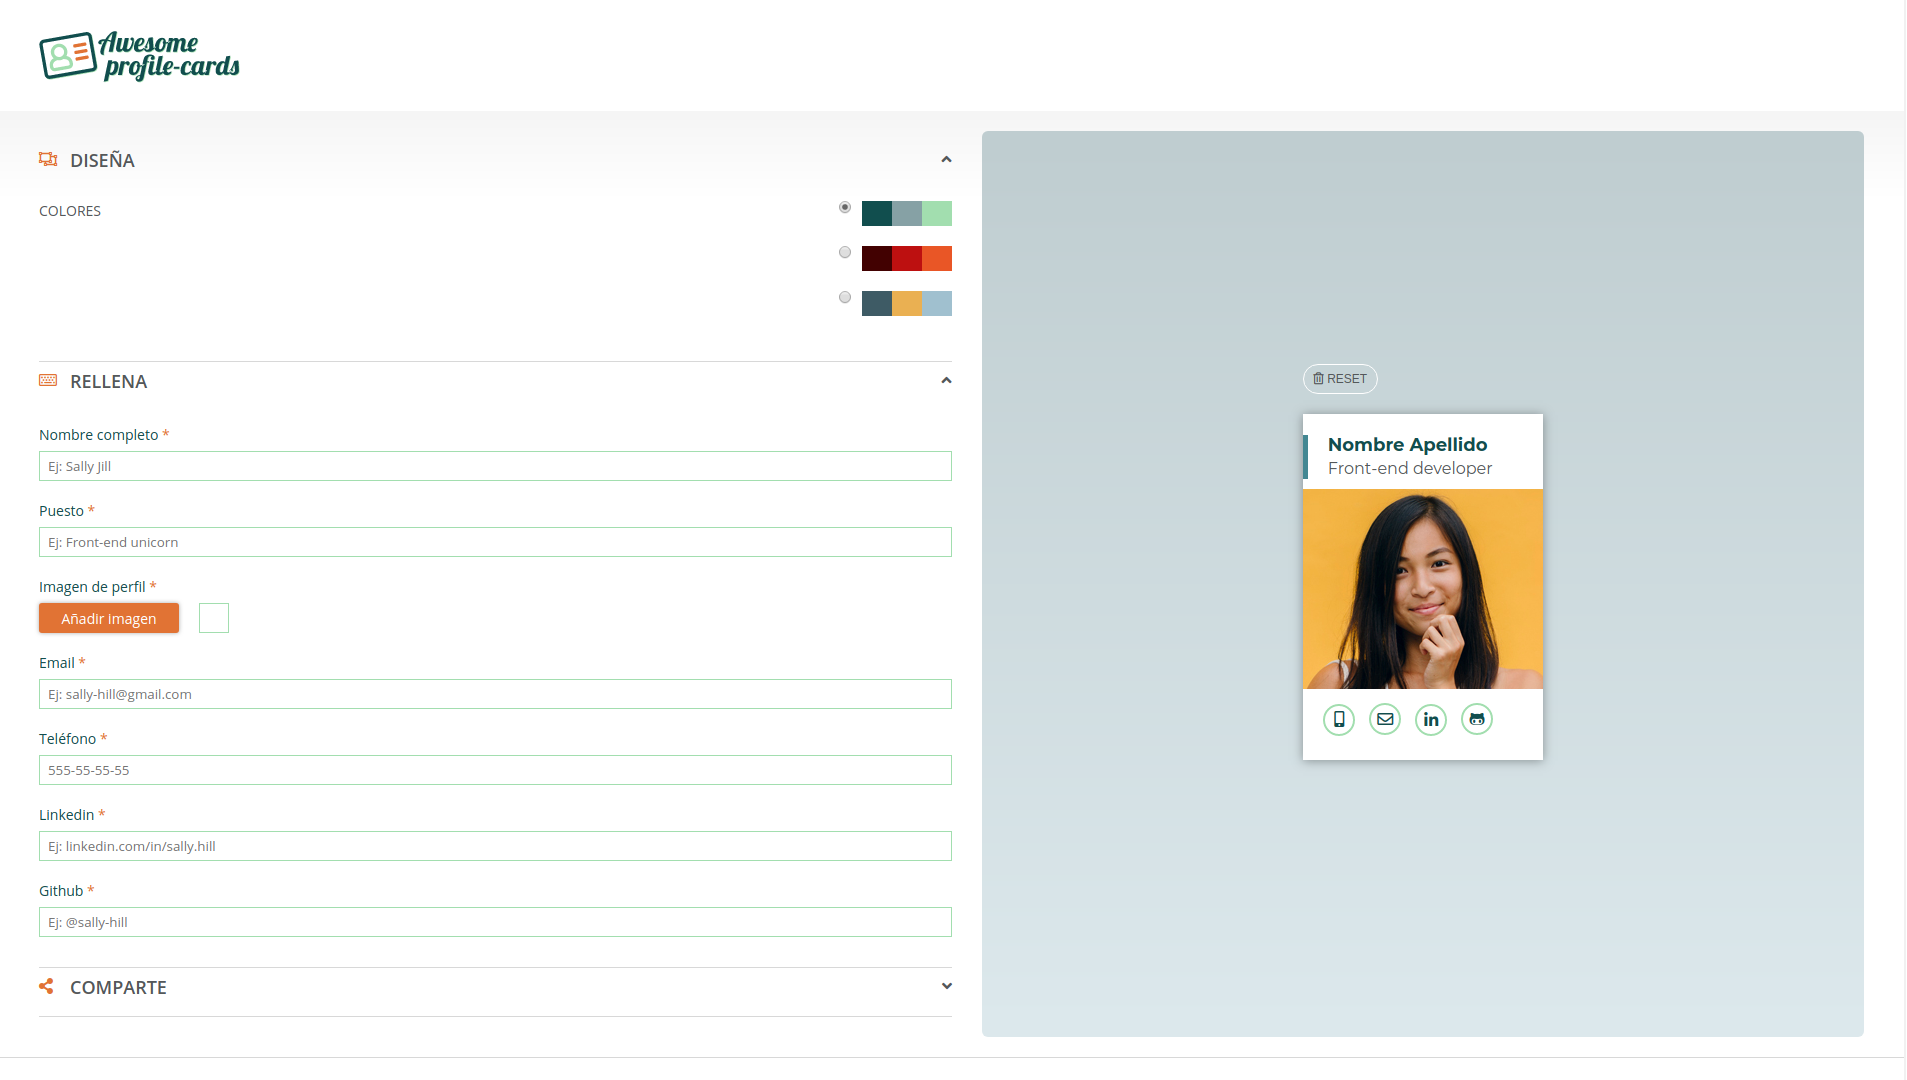 Awesome
profile-cards
DISEÑA
COLORES
RELLENA
Nombre completo *
Ej: Sally Jill
Puesto *
Ej: Front-end unicorn
Imagen de perfil *
Añadir imagen
Email *
Ej: sally-hill@gmail.com
Teléfono *
555-55-55-55
Linkedin *
Ej: linkedin.com/in/sally.hill
Github *
Ej: @sally-hill
COMPARTE
RESET
Nombre Apellido
Front-end developer
in